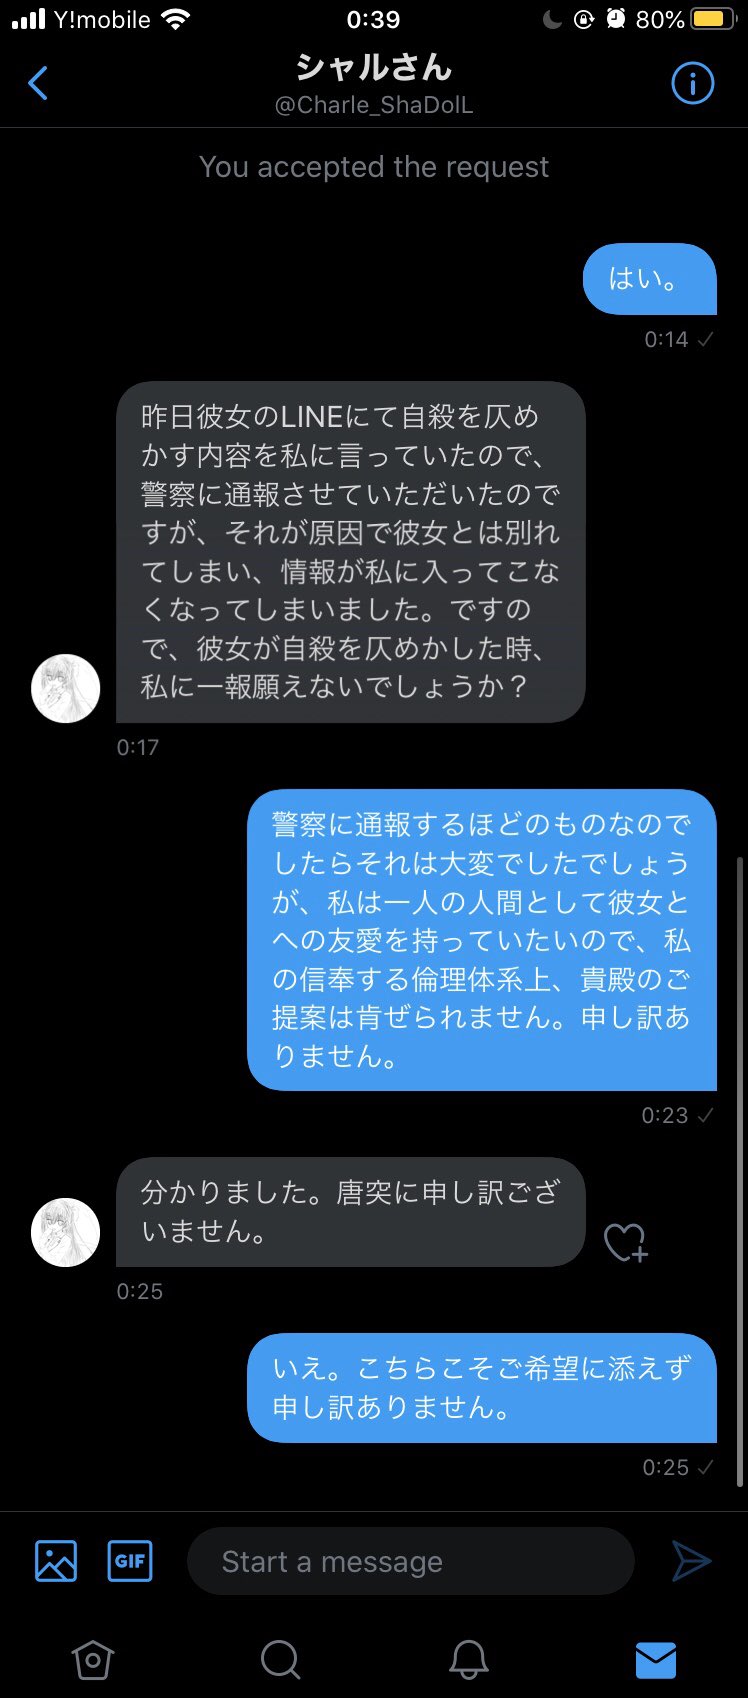 Y!mobile 0:39 80%
シャルさん
@Charle_ShaDolL
You accepted the request
はい。
0:14
昨日彼女のLINEにて自殺を仄め
かす内容を私に言っていたので、
警察に通報させていただいたので
すが、それが原因で彼女とは別れ
てしまい、情報が私に入ってこな
くなってしまいました。ですの
で、彼女が自殺を仄めかした時、
私に一報願えないでしょうか？
0:17
警察に通報するほどのものなので
したらそれは大変でしたでしょう
が、私は一人の人間として彼女と
への友愛を持っていたいので、私
の信奉する倫理体系上、貴殿のご
提案は肯ぜられません。申し訳あ
りません。
0:23
分かりました。唐突に申し訳ござ
いません。
0:25
いえ。こちらこそご希望に添えず
申し訳ありません。
0:25
GIF
Start a message